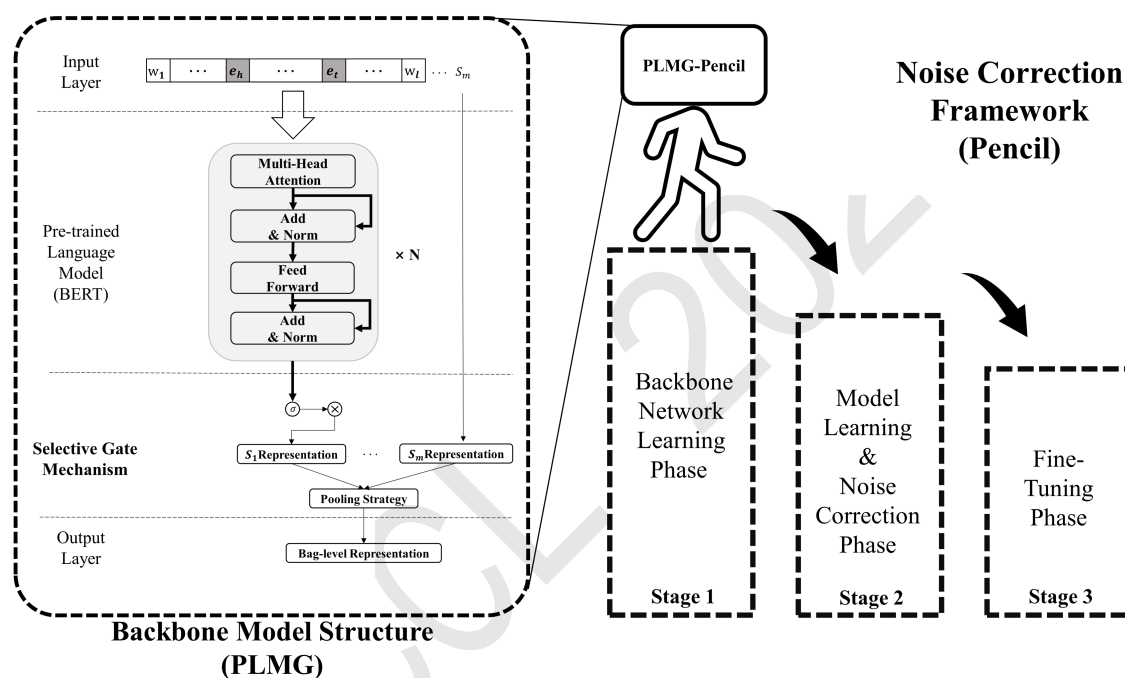 Input
Layer
w₁ ··· eₕ ··· eₜ ··· wₗ ··· Sₘ
Pre-trained
Language
Model
(BERT)
Multi-Head
Attention
Add
& Norm
Feed
Forward
Add
& Norm
× N
Selective Gate
Mechanism
σ ×
S₁Representation ··· SₘRepresentation
Pooling Strategy
Output
Layer
Bag-level Representation
Backbone Model Structure
(PLMG)
PLMG-Pencil
Noise Correction
Framework
(Pencil)
Backbone
Network
Learning
Phase
Stage 1
Model
Learning
&
Noise
Correction
Phase
Stage 2
Fine-
Tuning
Phase
Stage 3